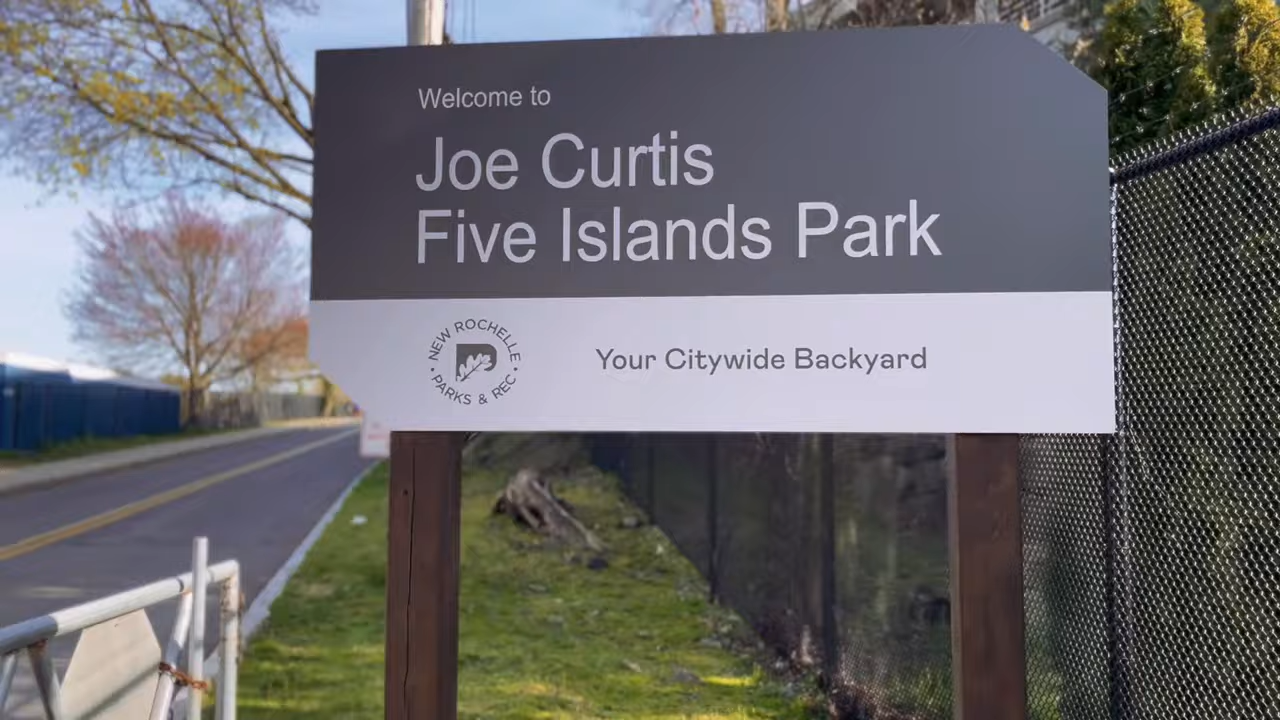 Welcome to
Joe Curtis
Five Islands Park
• NEW ROCHELLE •
PARKS & REC
Your Citywide Backyard